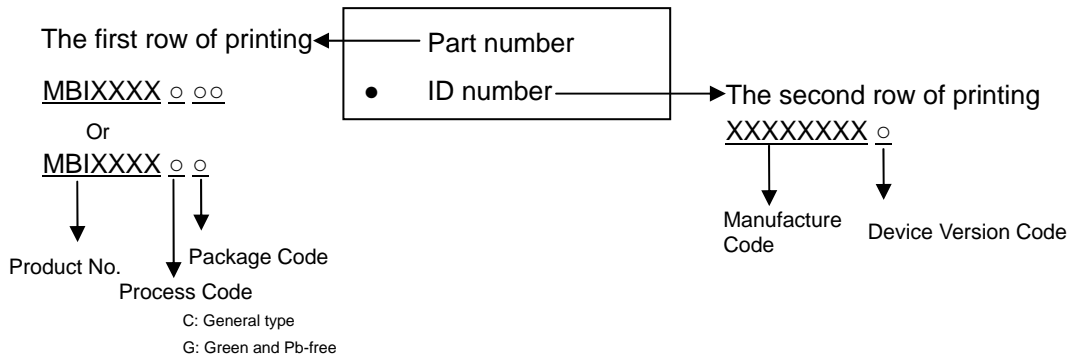 The first row of printing
Part number
MBIXXXX ○ ○○
● ID number
The second row of printing
Or
XXXXXXXX ○
MBIXXXX ○ ○
Manufacture
Code
Device Version Code
Package Code
Product No.
Process Code
C: General type
G: Green and Pb-free